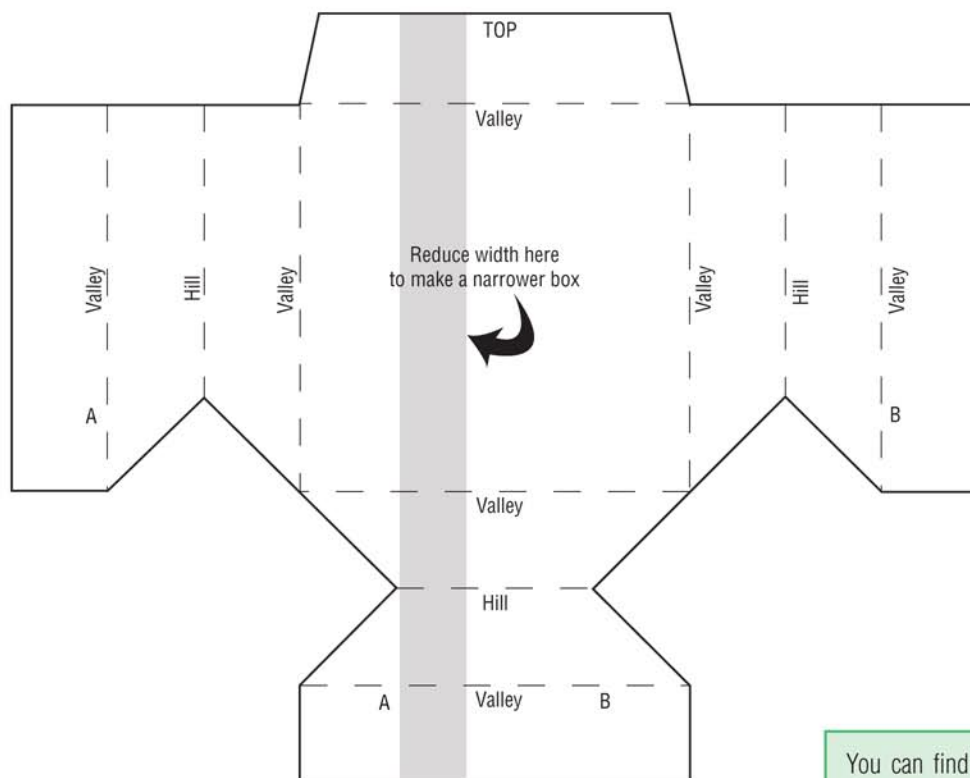 TOP
Valley
Reduce width here
to make a narrower box
Valley
Hill
Valley
Valley
Hill
Valley
A
B
Valley
Hill
A
Valley
B
You can find